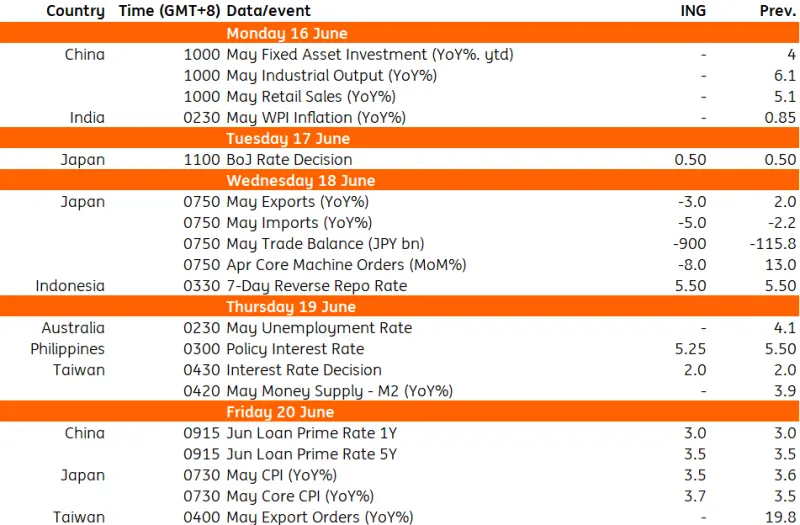 Country Time (GMT+8) Data/event ING Prev.
Monday 16 June
China 1000 May Fixed Asset Investment (YoY%. ytd) - 4
1000 May Industrial Output (YoY%) - 6.1
1000 May Retail Sales (YoY%) - 5.1
India 0230 May WPI Inflation (YoY%) - 0.85
Tuesday 17 June
Japan 1100 BoJ Rate Decision 0.50 0.50
Wednesday 18 June
Japan 0750 May Exports (YoY%) -3.0 2.0
0750 May Imports (YoY%) -5.0 -2.2
0750 May Trade Balance (JPY bn) -900 -115.8
0750 Apr Core Machine Orders (MoM%) -8.0 13.0
Indonesia 0330 7-Day Reverse Repo Rate 5.50 5.50
Thursday 19 June
Australia 0230 May Unemployment Rate - 4.1
Philippines 0300 Policy Interest Rate 5.25 5.50
Taiwan 0430 Interest Rate Decision 2.0 2.0
0420 May Money Supply - M2 (YoY%) - 3.9
Friday 20 June
China 0915 Jun Loan Prime Rate 1Y 3.0 3.0
0915 Jun Loan Prime Rate 5Y 3.5 3.5
Japan 0730 May CPI (YoY%) 3.5 3.6
0730 May Core CPI (YoY%) 3.7 3.5
Taiwan 0400 May Export Orders (YoY%) - 19.8